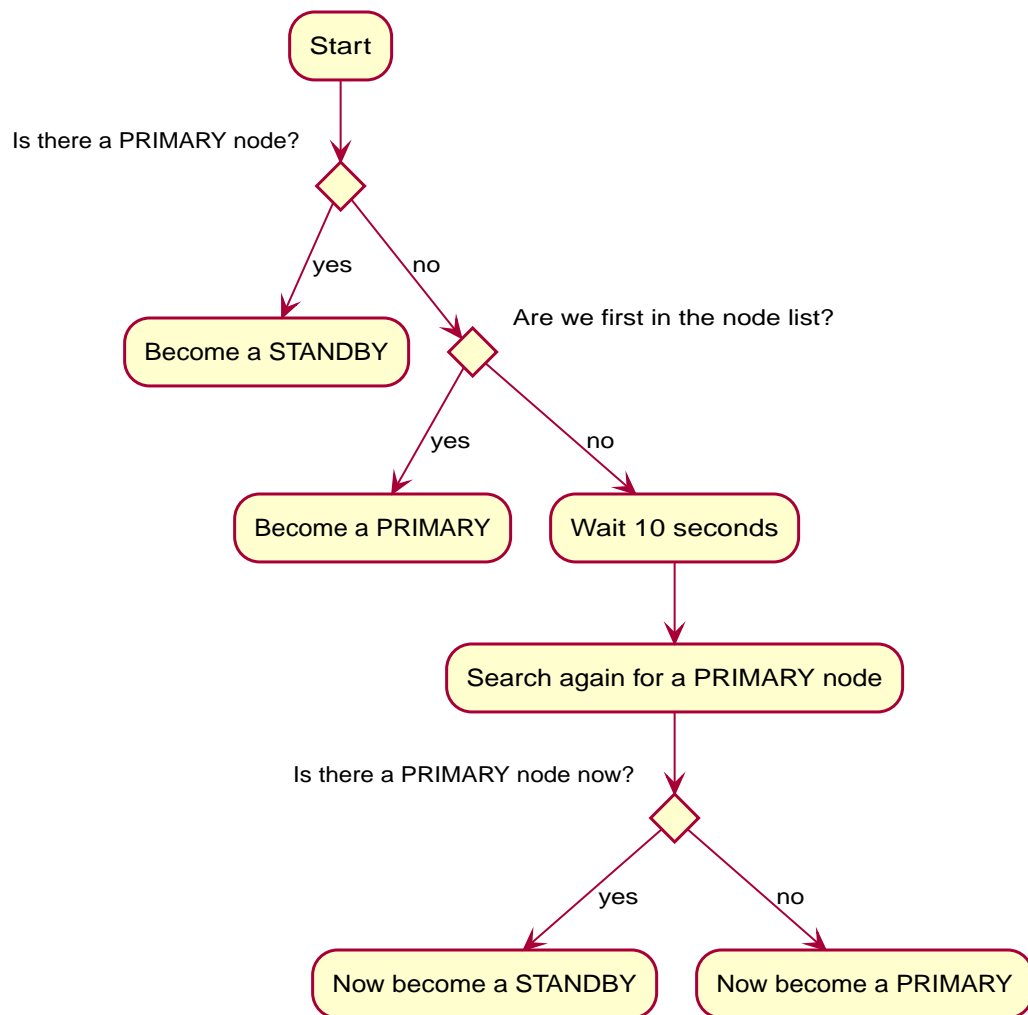 Start
Is there a PRIMARY node?
yes
no
Become a STANDBY
Are we first in the node list?
yes
no
Become a PRIMARY
Wait 10 seconds
Search again for a PRIMARY node
Is there a PRIMARY node now?
yes
no
Now become a STANDBY
Now become a PRIMARY